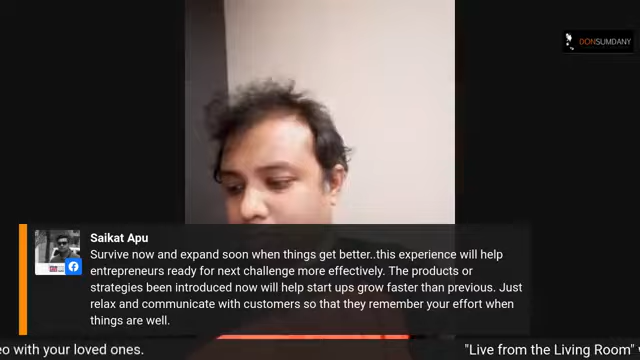 DONSUMDANY
Saikat Apu
Survive now and expand soon when things get better..this experience will help
entrepreneurs ready for next challenge more effectively. The products or
strategies been introduced now will help start ups grow faster than previous. Just
relax and communicate with customers so that they remember your effort when
things are well.
eo with your loved ones.
"Live from the Living Room"